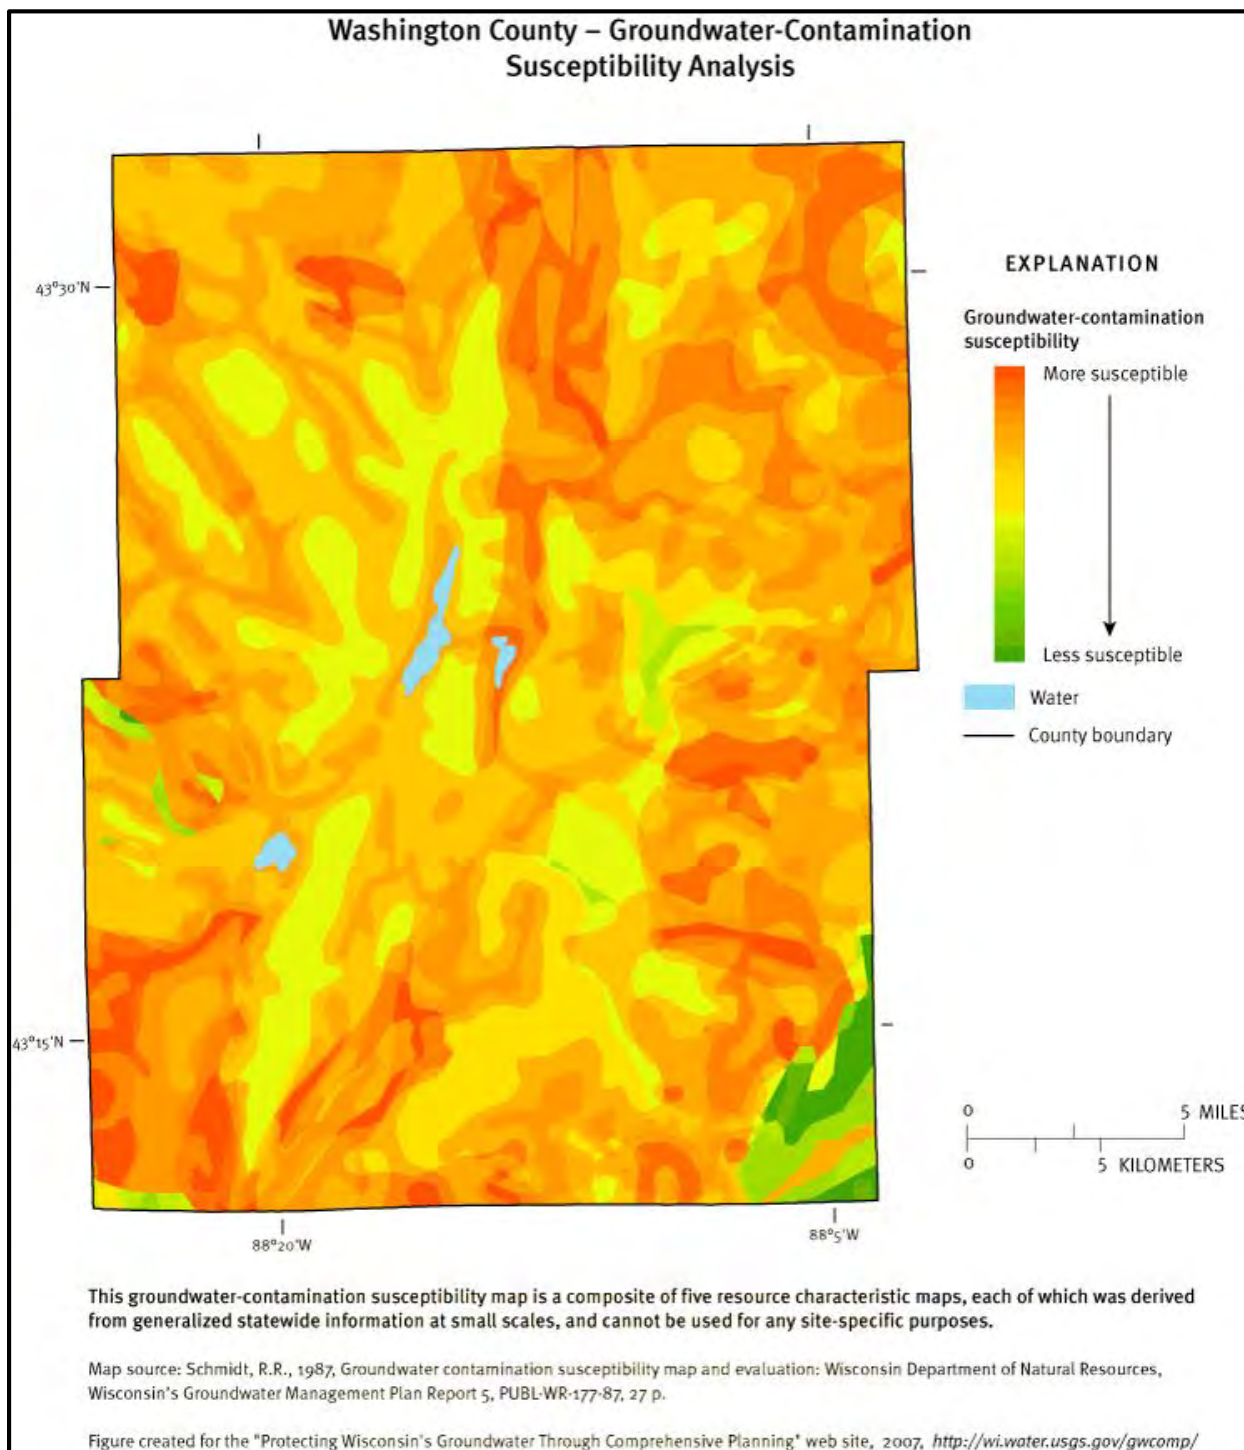 Washington County – Groundwater-Contamination
Susceptibility Analysis
43°30'N
EXPLANATION
Groundwater-contamination
susceptibility
More susceptible
Less susceptible
Water
County boundary
43°15'N
0 5 MILES
0 5 KILOMETERS
88°20'W
88°5'W
This groundwater-contamination susceptibility map is a composite of five resource characteristic maps, each of which was derived
from generalized statewide information at small scales, and cannot be used for any site-specific purposes.
Map source: Schmidt, R.R., 1987, Groundwater contamination susceptibility map and evaluation: Wisconsin Department of Natural Resources,
Wisconsin's Groundwater Management Plan Report 5, PUBL-WR-177-87, 27 p.
Figure created for the "Protecting Wisconsin's Groundwater Through Comprehensive Planning" web site, 2007, http://wi.water.usgs.gov/gwcomp/